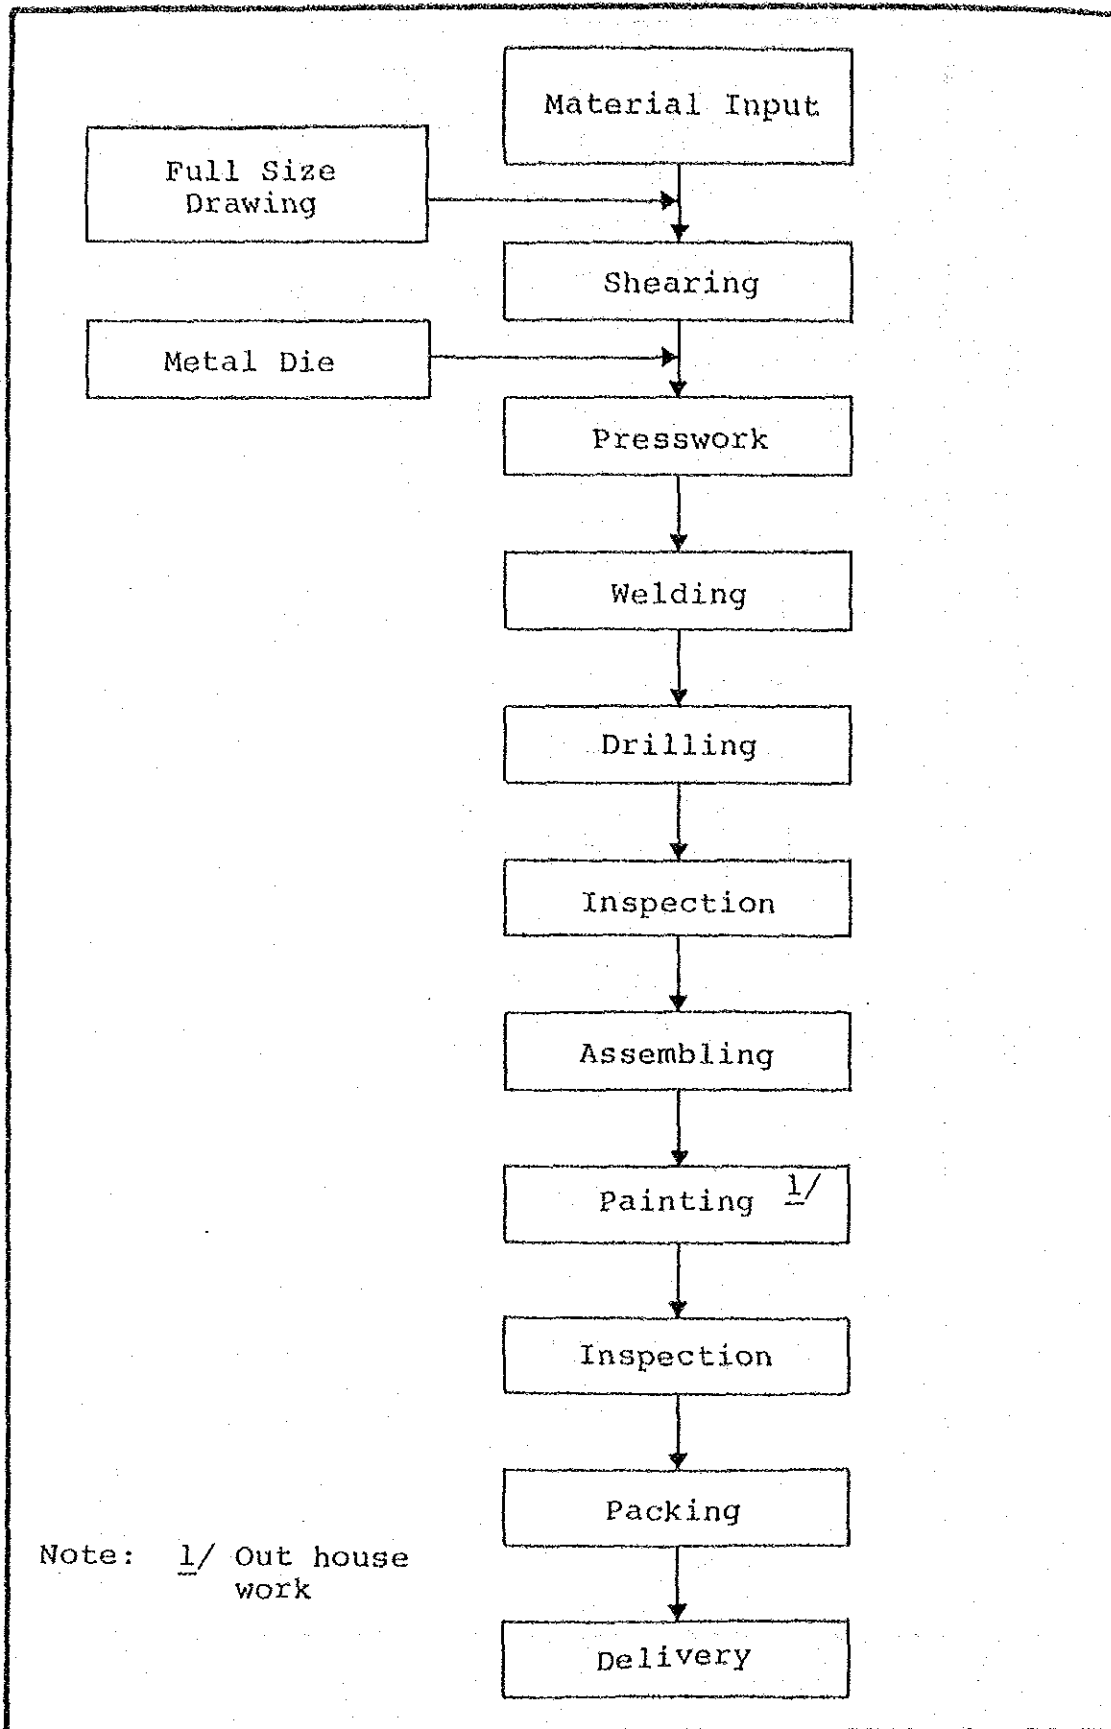 Material Input
Full Size
Drawing
Shearing
Metal Die
Presswork
Welding
Drilling
Inspection
Assembling
Painting 1/
Inspection
Packing
Note: 1/ Out house
work
Delivery